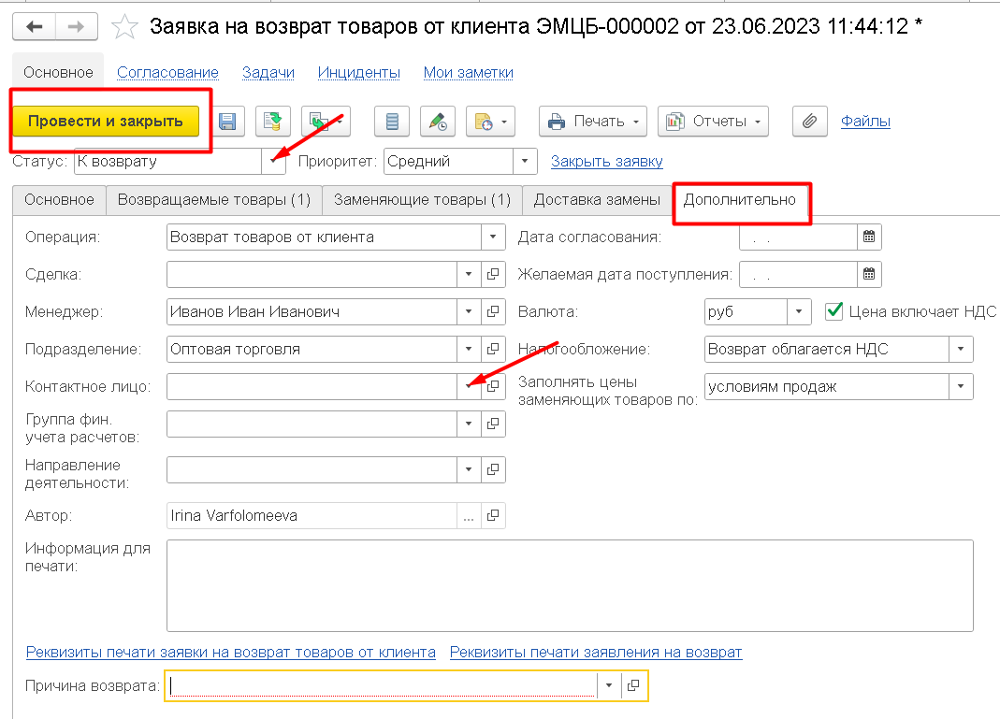 Заявка на возврат товаров от клиента ЭМЦБ-000002 от 23.06.2023 11:44:12 *
Основное Согласование Задачи Инциденты Мои заметки
Провести и закрыть Печать Отчеты Файлы
Статус: К возврату Приоритет: Средний Закрыть заявку
Основное Возвращаемые товары (1) Заменяющие товары (1) Доставка замены Дополнительно
Операция: Возврат товаров от клиента Дата согласования: . .
Сделка: Желаемая дата поступления: . .
Менеджер: Иванов Иван Иванович Валюта: руб Цена включает НДС
Подразделение: Оптовая торговля Налогообложение: Возврат облагается НДС
Контактное лицо: Заполнять цены
заменяющих товаров по: условиям продаж
Группа фин.
учета расчетов:
Направление
деятельности:
Автор: Irina Varfolomeeva ...
Информация для
печати:
Реквизиты печати заявки на возврат товаров от клиента Реквизиты печати заявления на возврат
Причина возврата: